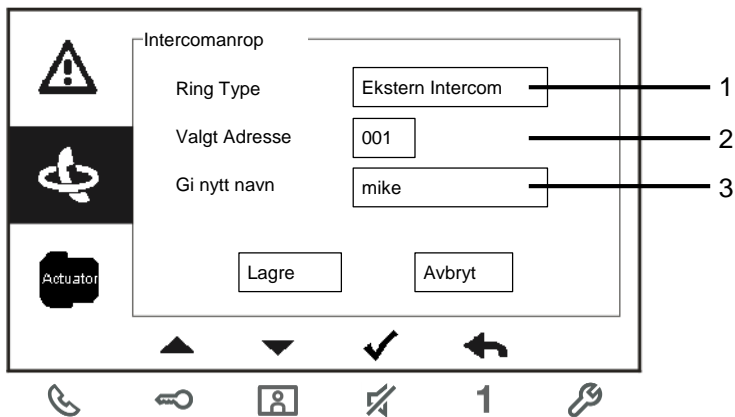 Intercomanrop
Ring Type
Ekstern Intercom
1
Valgt Adresse
001
2
Gi nytt navn
mike
3
Actuator
Lagre
Avbryt
1